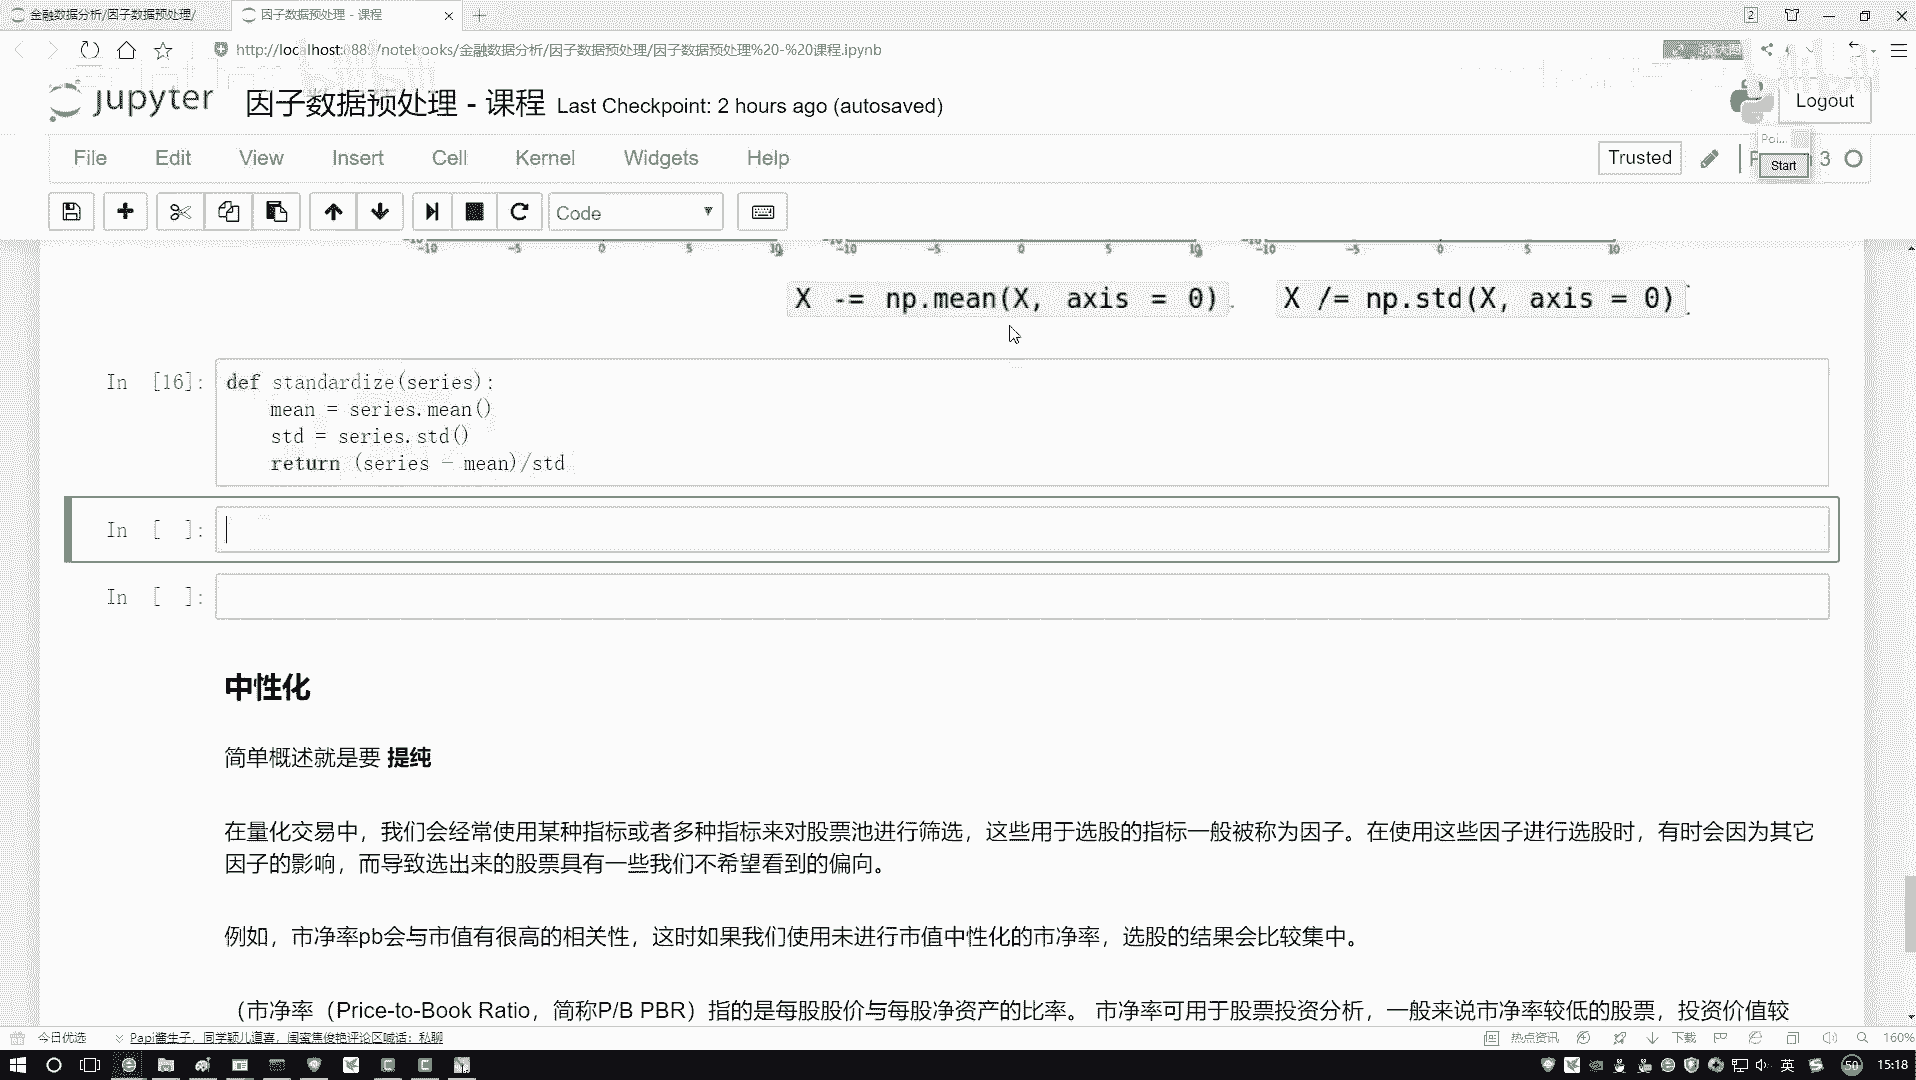 金融数据分析/因子数据预处理/
因子数据预处理 - 课程
2
/notebooks/金融数据分析/因子数据预处理/因子数据预处理%20-%20课程.ipynb
jupyter 因子数据预处理 - 课程 Last Checkpoint: 2 hours ago (autosaved)
Logout
File Edit View Insert Cell Kernel Widgets Help
Trusted
3
Poi...
Start
Code
-10 -5 0 5 10 -10 -5 0 5 10 -10 -5 0 5 10
X -= np.mean(X, axis = 0). X /= np.std(X, axis = 0).
In [16]: def standardize(series):
mean = series.mean()
std = series.std()
return (series - mean)/std
In [ ]:
In [ ]:
中性化
简单概述就是要 提纯
在量化交易中，我们会经常使用某种指标或者多种指标来对股票池进行筛选，这些用于选股的指标一般被称为因子。在使用这些因子进行选股时，有时会因为其它
因子的影响，而导致选出来的股票具有一些我们不希望看到的偏向。
例如，市净率pb会与市值有很高的相关性，这时如果我们使用未进行市值中性化的市净率，选股的结果会比较集中。
（市净率（Price-to-Book Ratio，简称P/B PBR）指的是每股股价与每股净资产的比率。 市净率可用于股票投资分析，一般来说市净率较低的股票，投资价值较
今日优选 Papi酱生子，同学颖儿道喜，闺蜜焦俊艳评论区喊话：私聊
热点资讯 下载 160%
英 50 15:18